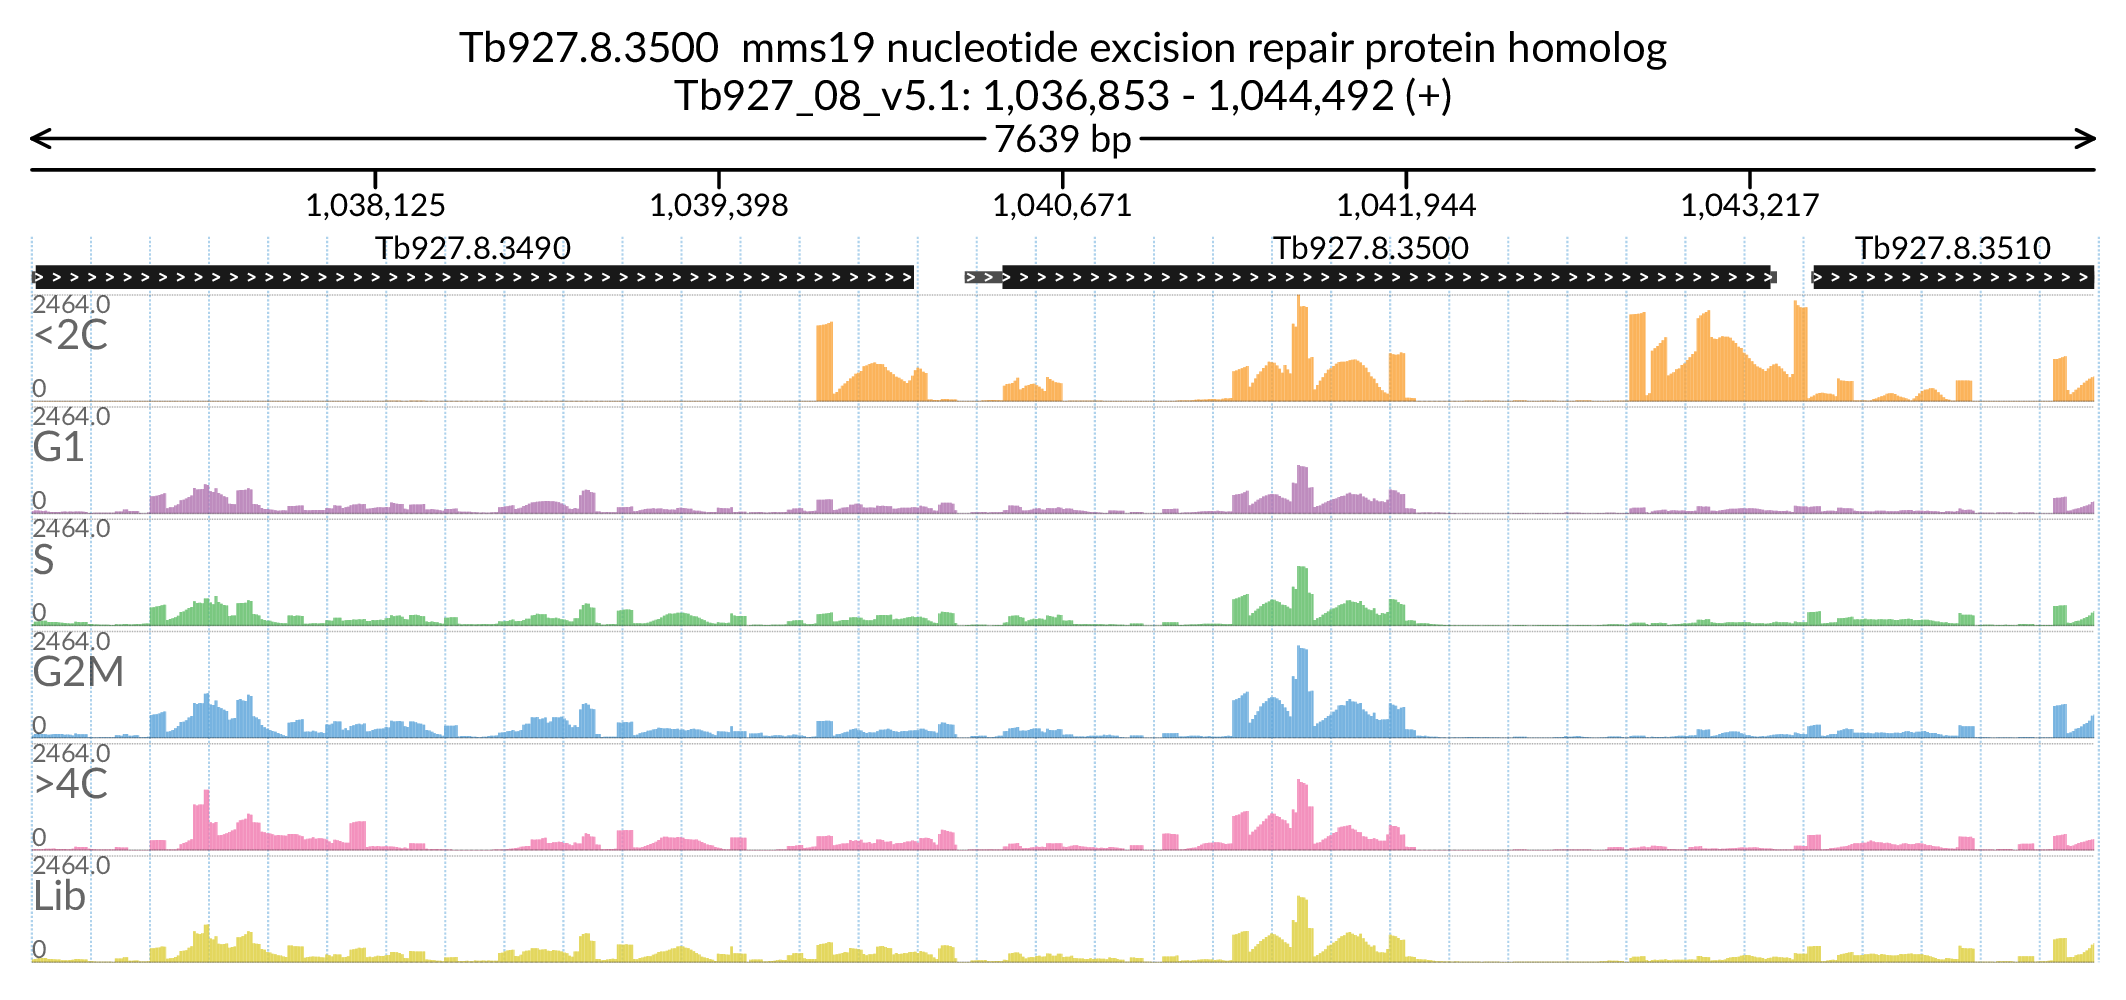 Tb927.8.3500  mms19 nucleotide excision repair protein homolog
Tb927_08_v5.1: 1,036,853 - 1,044,492 (+)
7639 bp
1,038,125 1,039,398 1,040,671 1,041,944 1,043,217
Tb927.8.3490 Tb927.8.3500 Tb927.8.3510
2464.0
<2C
0
2464.0
G1
0
2464.0
S
0
2464.0
G2M
0
2464.0
>4C
0
2464.0
Lib
0